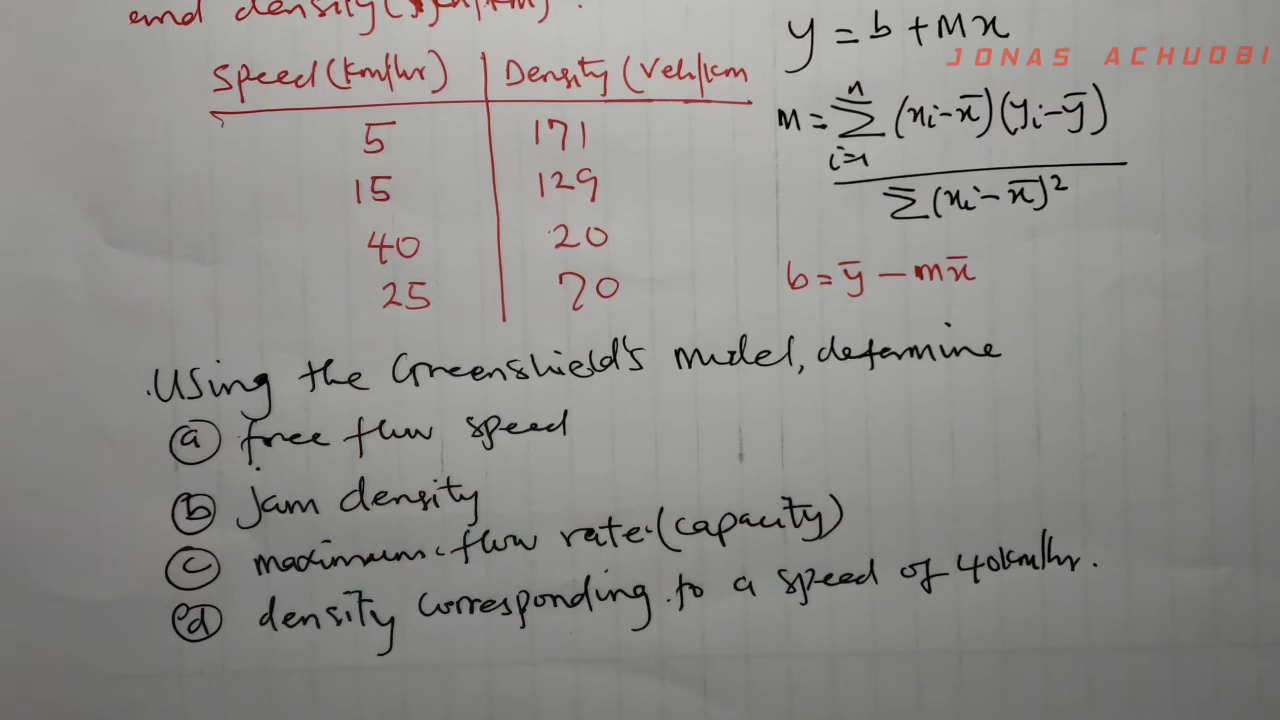 and density(
y = b + mx
JONAS ACHUOBI
Speed (km/hr) | Density (Veh/km
5 171
15 129
40 20
25 70
M = n Σ i=1 (xi - x̄)(yi - ȳ)
Σ(xi - x̄)²
b = ȳ - mx̄
Using the Greenshield's model, determine
(a) free flow speed
(b) Jam density
(c) maximum flow rate (capacity)
(d) density corresponding to a speed of 40km/hr.